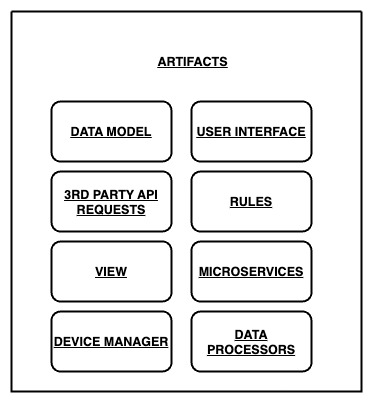 ARTIFACTS
DATA MODEL
USER INTERFACE
3RD PARTY API
REQUESTS
RULES
VIEW
MICROSERVICES
DEVICE MANAGER
DATA
PROCESSORS